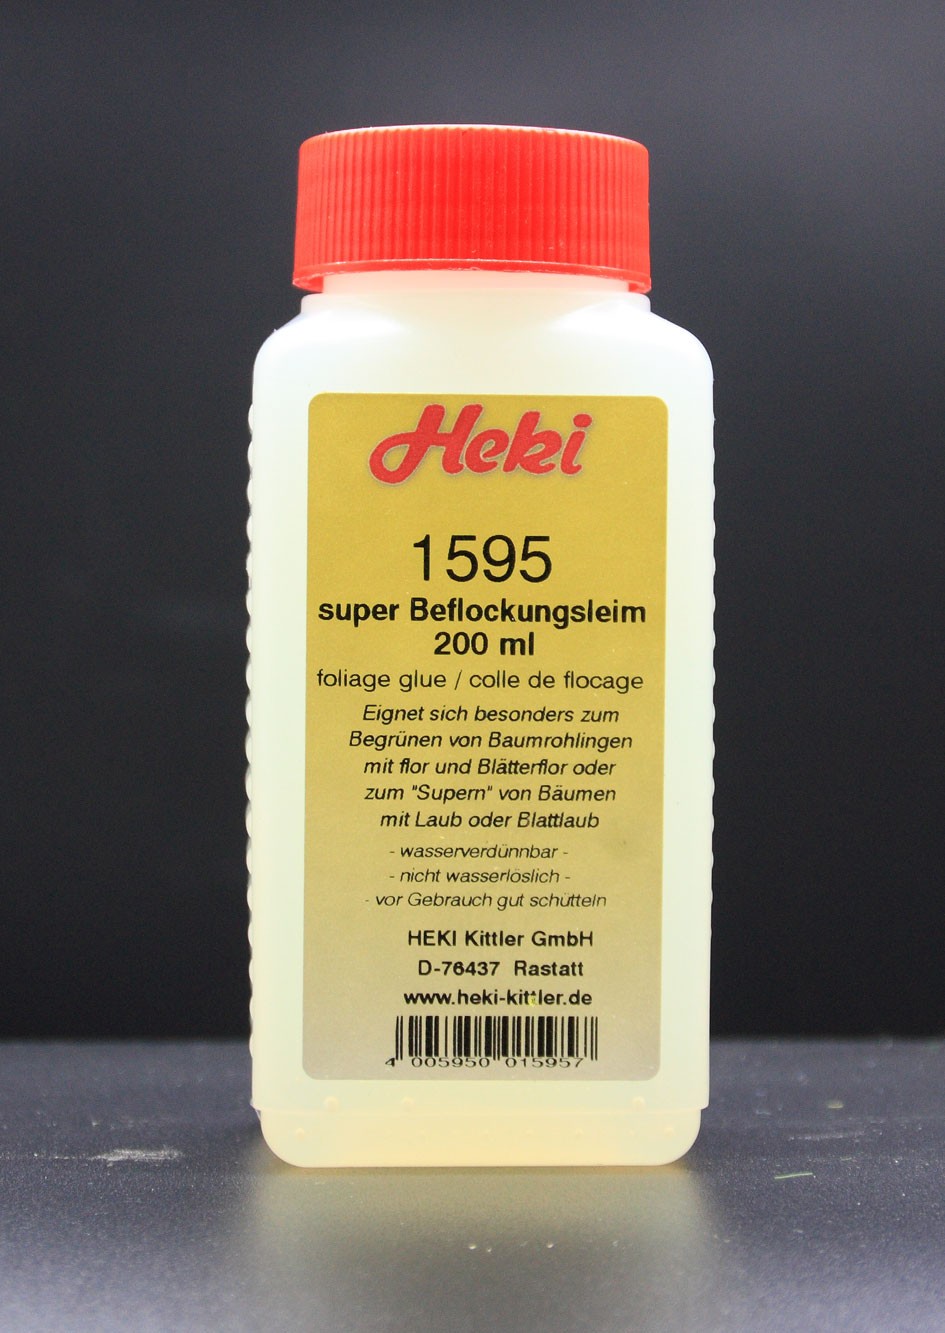 Heki
1595
super Beflockungsleim
200 ml
foliage glue / colle de flocage
Eignet sich besonders zum
Begrünen von Baumrohlingen
mit flor und Blätterflor oder
zum "Supern" von Bäumen
mit Laub oder Blattlaub
- wasserverdünnbar -
- nicht wasserlöslich -
- vor Gebrauch gut schütteln
HEKI Kittler GmbH
D-76437 Rastatt
www.heki-kittler.de
4 005950 015957